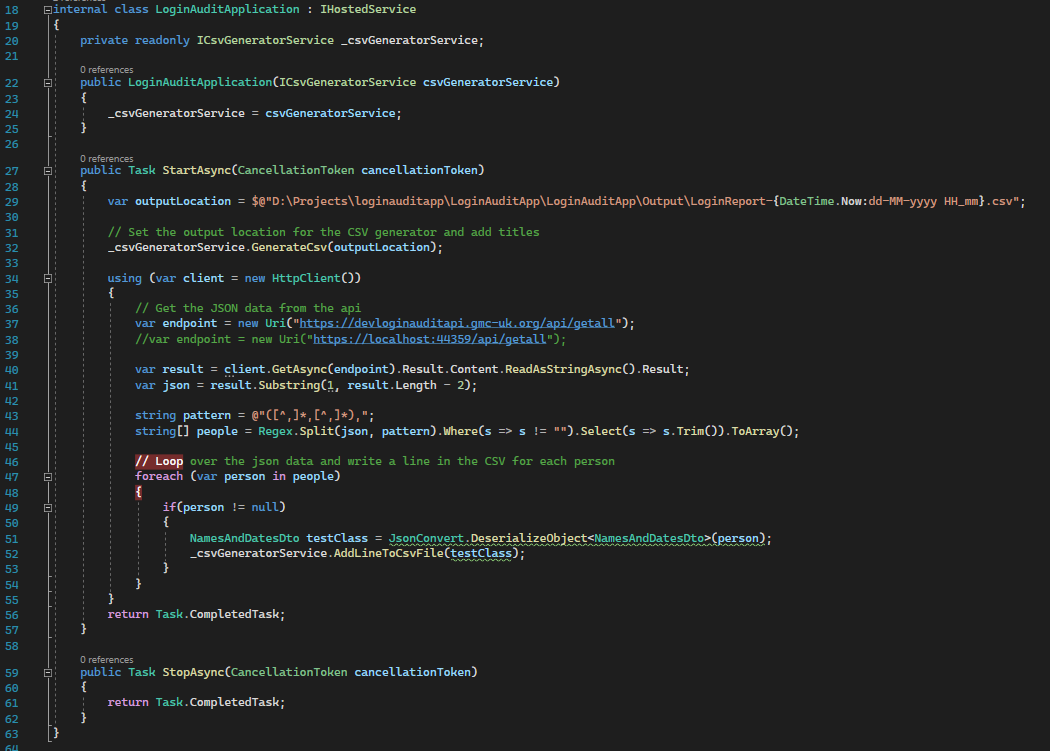 18 internal class LoginAuditApplication : IHostedService
19 {
20 private readonly ICsvGeneratorService _csvGeneratorService;
21
0 references
22 public LoginAuditApplication(ICsvGeneratorService csvGeneratorService)
23 {
24 _csvGeneratorService = csvGeneratorService;
25 }
26
0 references
27 public Task StartAsync(CancellationToken cancellationToken)
28 {
29 var outputLocation = $@"D:\Projects\loginauditapp\LoginAuditApp\LoginAuditApp\Output\LoginReport-{DateTime.Now:dd-MM-yyyy HH_mm}.csv";
30
31 // Set the output location for the CSV generator and add titles
32 _csvGeneratorService.GenerateCsv(outputLocation);
33
34 using (var client = new HttpClient())
35 {
36 // Get the JSON data from the api
37 var endpoint = new Uri("https://devloginauditapi.gmc-uk.org/api/getall");
38 //var endpoint = new Uri("https://localhost:44359/api/getall");
39
40 var result = client.GetAsync(endpoint).Result.Content.ReadAsStringAsync().Result;
41 var json = result.Substring(1, result.Length - 2);
42
43 string pattern = @"([^,]*,[^,]*),";
44 string[] people = Regex.Split(json, pattern).Where(s => s != "").Select(s => s.Trim()).ToArray();
45
46 // Loop over the json data and write a line in the CSV for each person
47 foreach (var person in people)
48 {
49 if(person != null)
50 {
51 NamesAndDatesDto testClass = JsonConvert.DeserializeObject<NamesAndDatesDto>(person);
52 _csvGeneratorService.AddLineToCsvFile(testClass);
53 }
54 }
55 }
56 return Task.CompletedTask;
57 }
58
0 references
59 public Task StopAsync(CancellationToken cancellationToken)
60 {
61 return Task.CompletedTask;
62 }
63 }
64